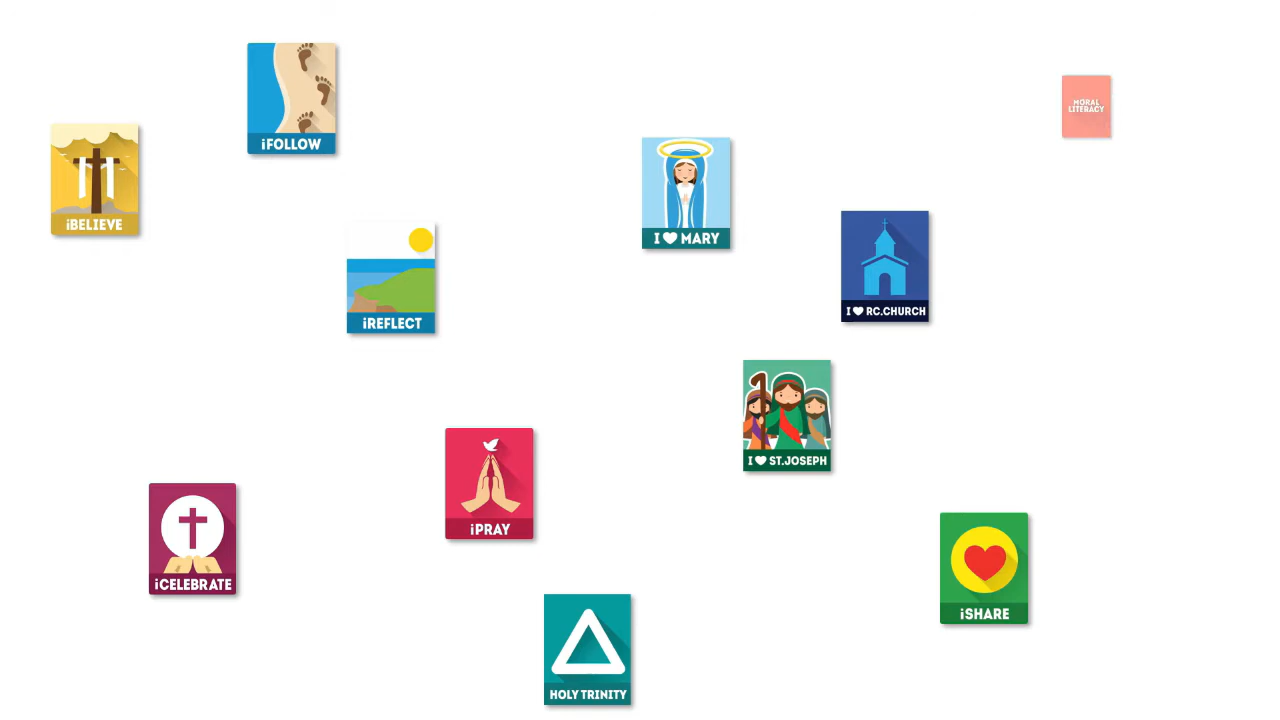 iFOLLOW
MORAL
LITERACY
iBELIEVE
I ♥ MARY
I ♥ RC.CHURCH
iREFLECT
I ♥ ST.JOSEPH
iPRAY
iCELEBRATE
iSHARE
HOLY TRINITY